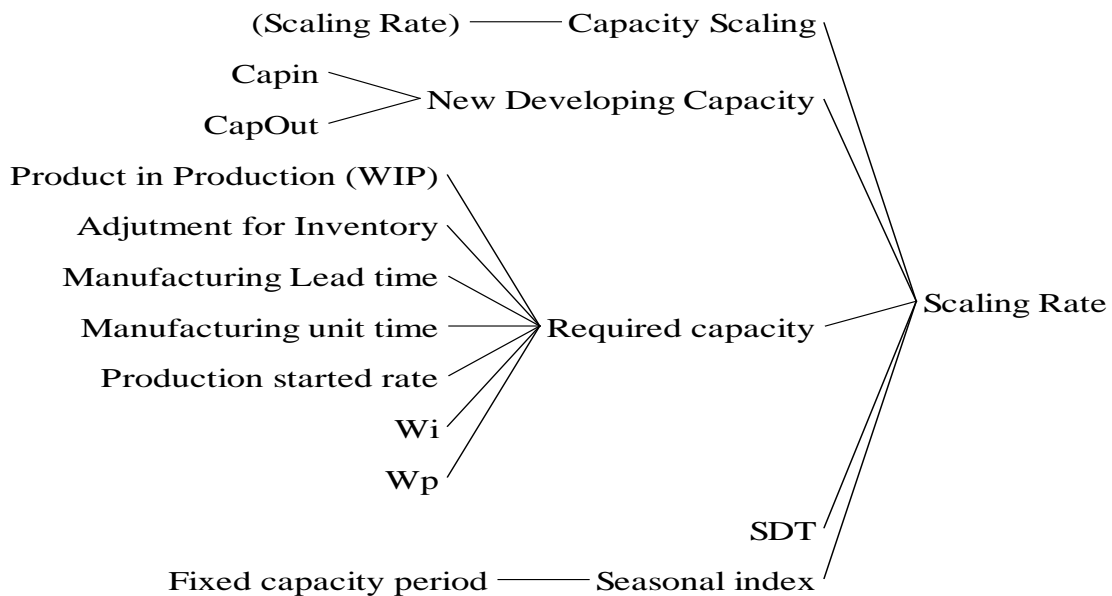 (Scaling Rate) Capacity Scaling
Capin
New Developing Capacity
CapOut
Product in Production (WIP)
Adjutment for Inventory
Manufacturing Lead time
Scaling Rate
Manufacturing unit time Required capacity
Production started rate
Wi
Wp
SDT
Fixed capacity period Seasonal index